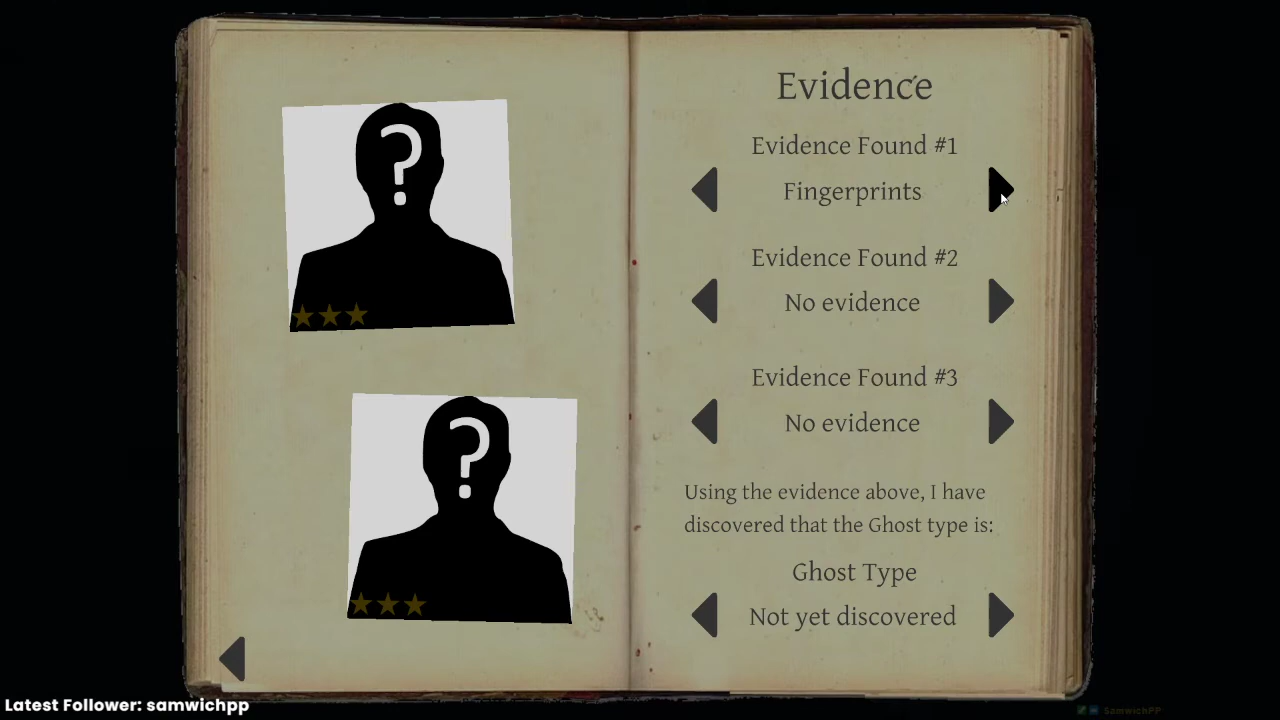 ?
?
Evidence
Evidence Found #1
Fingerprints
Evidence Found #2
No evidence
Evidence Found #3
No evidence
Using the evidence above, I have
discovered that the Ghost type is:
Ghost Type
Not yet discovered
Latest Follower: samwichpp
SamwichPP